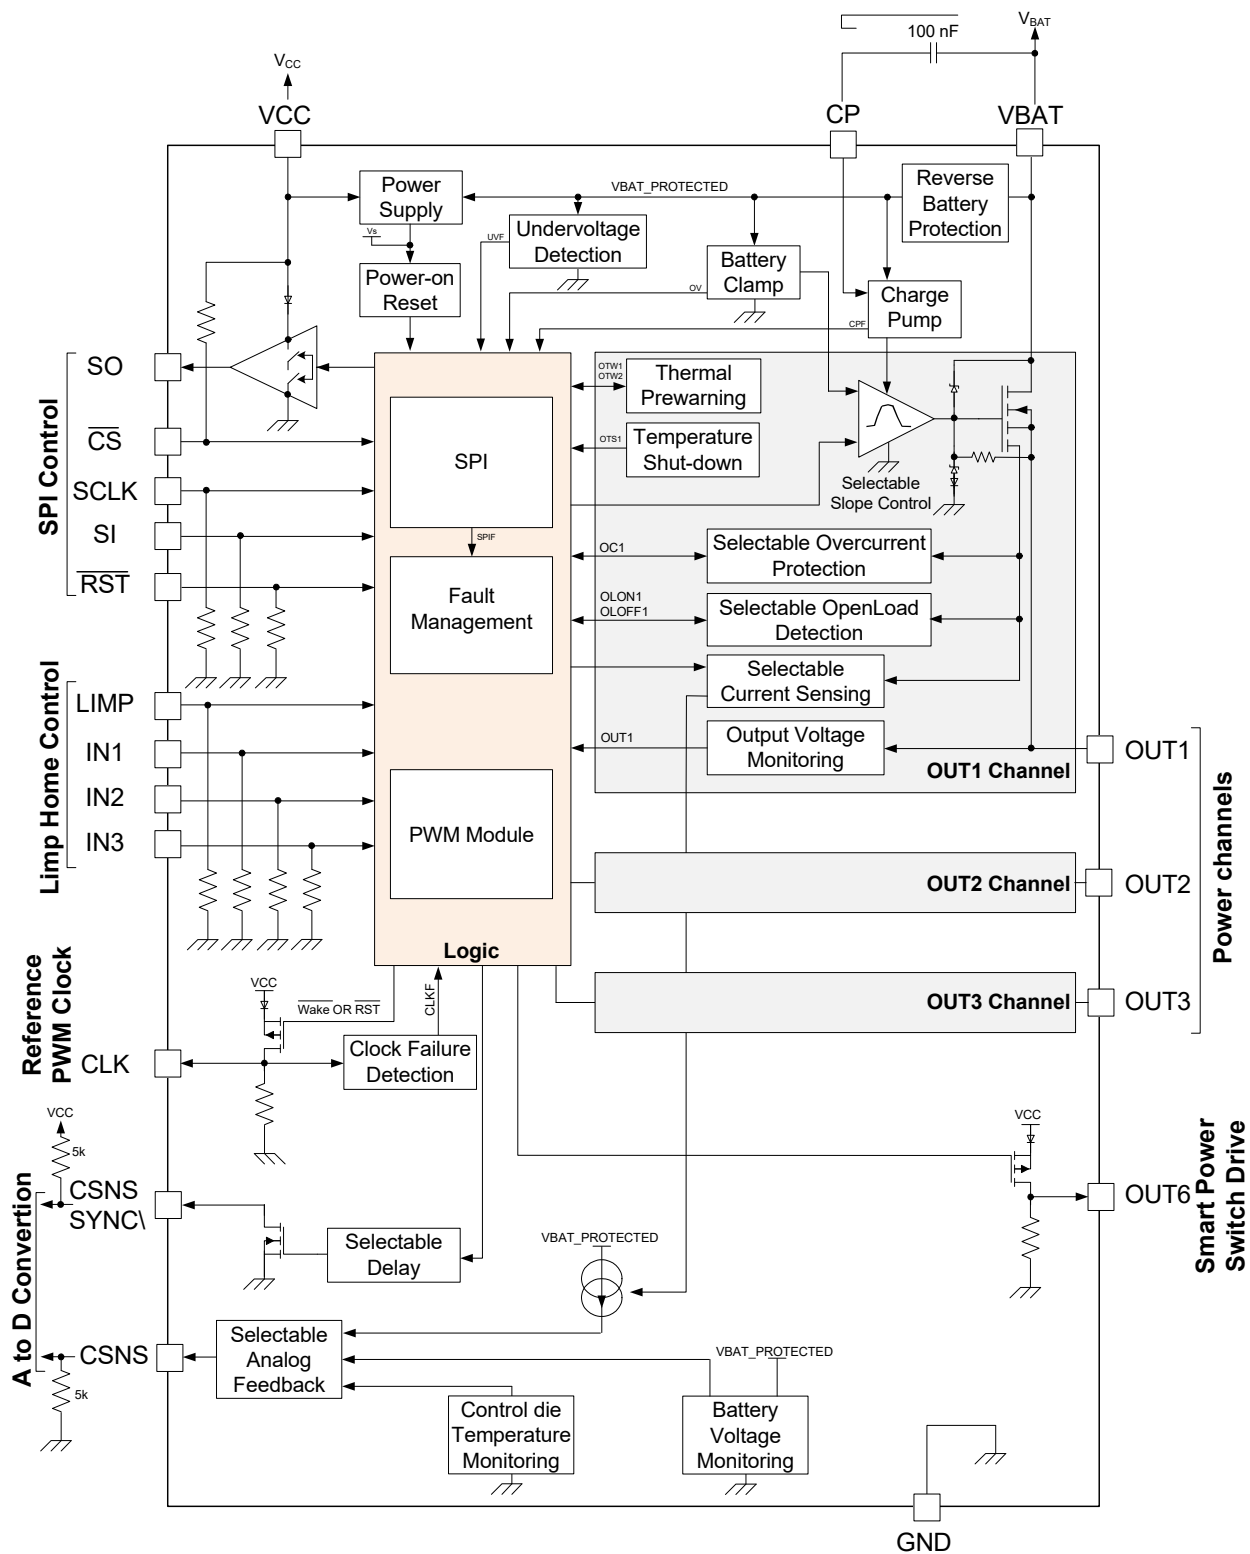 100 nF
VBAT
VCC
VCC
CP
VBAT
Power
Supply
VBAT_PROTECTED
Reverse
Battery
Protection
Vs
UVF
Undervoltage
Detection
Battery
Clamp
OV
Power-on
Reset
Charge
Pump
CPF
SPI Control
SO
CS
SCLK
SI
RST
SPI
SPIF
Fault
Management
PWM Module
Logic
OTW1
OTW2
Thermal
Prewarning
OTS1
Temperature
Shut-down
Selectable
Slope Control
OC1
Selectable Overcurrent
Protection
OLON1
OLOFF1
Selectable OpenLoad
Detection
Selectable
Current Sensing
OUT1
Output Voltage
Monitoring
OUT1 Channel
OUT2 Channel
OUT3 Channel
Power channels
OUT1
OUT2
OUT3
Limp Home Control
LIMP
IN1
IN2
IN3
Reference
PWM Clock
CLK
VCC
Wake OR RST
CLKF
Clock Failure
Detection
A to D Convertion
VCC
5k
CSNS
SYNC\
Selectable
Delay
VBAT_PROTECTED
VCC
OUT6
Smart Power
Switch Drive
CSNS
5k
Selectable
Analog
Feedback
VBAT_PROTECTED
Control die
Temperature
Monitoring
Battery
Voltage
Monitoring
GND